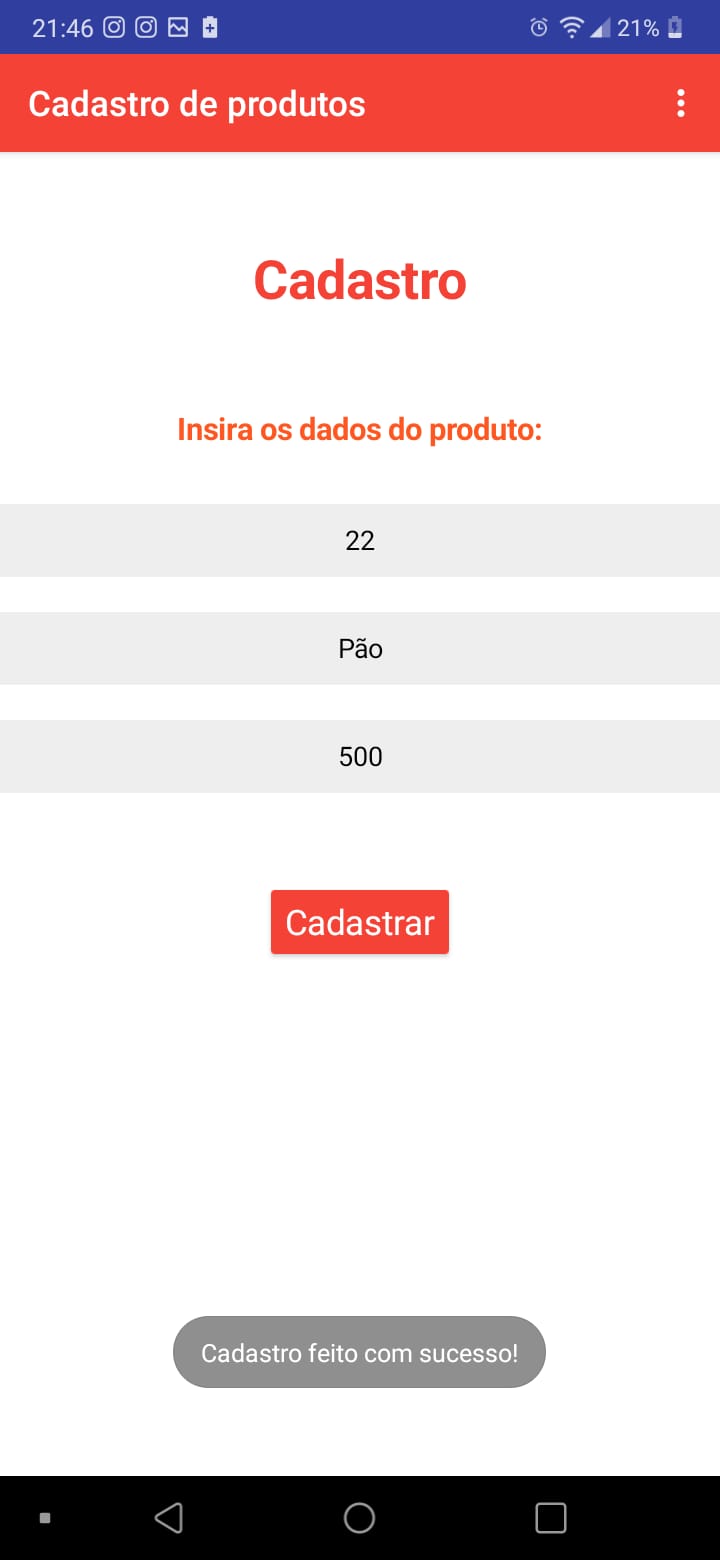 21:46 21%
Cadastro de produtos
Cadastro
Insira os dados do produto:
22
Pão
500
Cadastrar
Cadastro feito com sucesso!